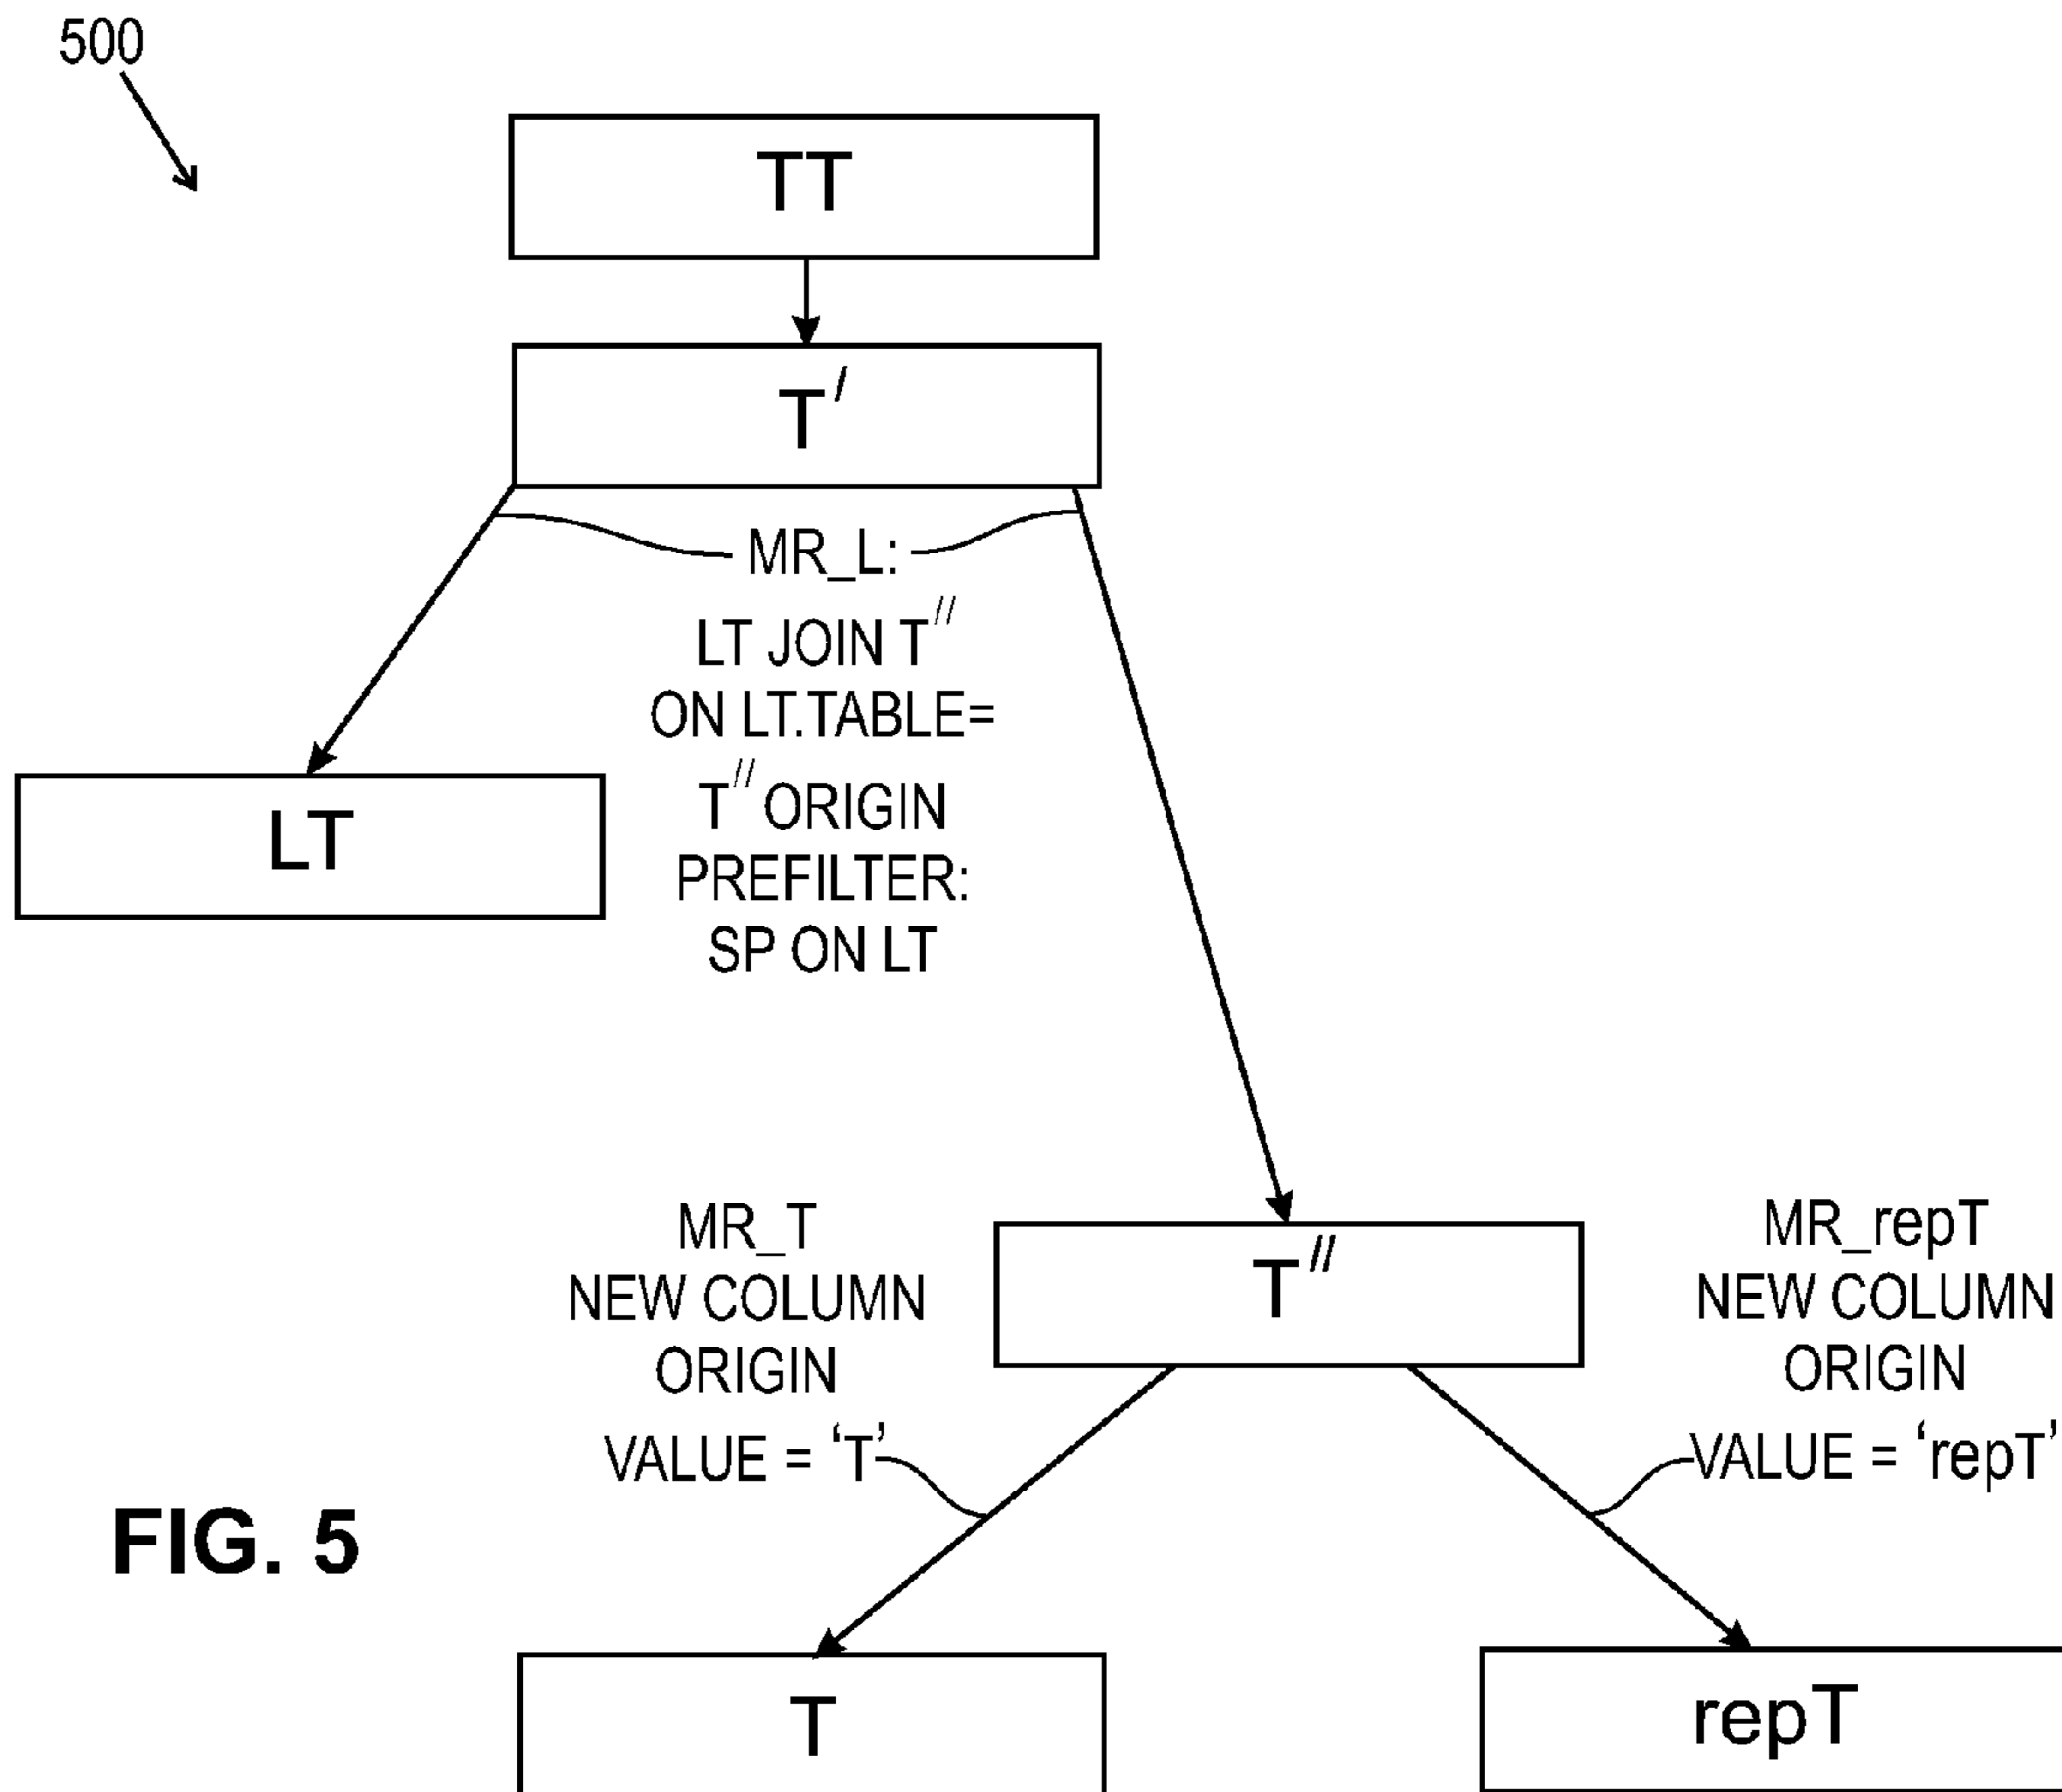 500
TT
T′
MR_L:
LT JOIN T″
ON LT.TABLE=
T″ ORIGIN
PREFILTER:
SP ON LT
LT
MR_T
NEW COLUMN
ORIGIN
VALUE = ‘T’
T″
MR_repT
NEW COLUMN
ORIGIN
VALUE = ‘repT’
FIG. 5
T
repT